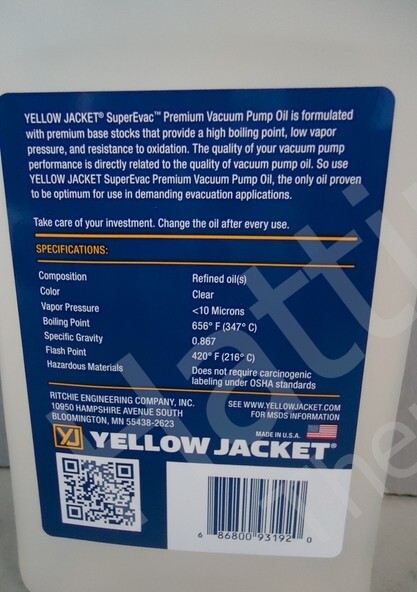 YELLOW JACKET® SuperEvac™ Premium Vacuum Pump Oil is formulated
with premium base stocks that provide a high boiling point, low vapor
pressure, and resistance to oxidation. The quality of your vacuum pump
performance is directly related to the quality of vacuum pump oil. So use
YELLOW JACKET SuperEvac Premium Vacuum Pump Oil, the only oil proven
to be optimum for use in demanding evacuation applications.
Take care of your investment. Change the oil after every use.
SPECIFICATIONS:
Composition Refined oil(s)
Color Clear
Vapor Pressure <10 Microns
Boiling Point 656° F (347° C)
Specific Gravity 0.867
Flash Point 420° F (216° C)
Hazardous Materials Does not require carcinogenic
labeling under OSHA standards
RITCHIE ENGINEERING COMPANY, INC.
10950 HAMPSHIRE AVENUE SOUTH
BLOOMINGTON, MN 55438-2623
SEE WWW.YELLOWJACKET.COM
FOR MSDS INFORMATION
MADE IN U.S.A.
YJ YELLOW JACKET®
6 86800 93192 0